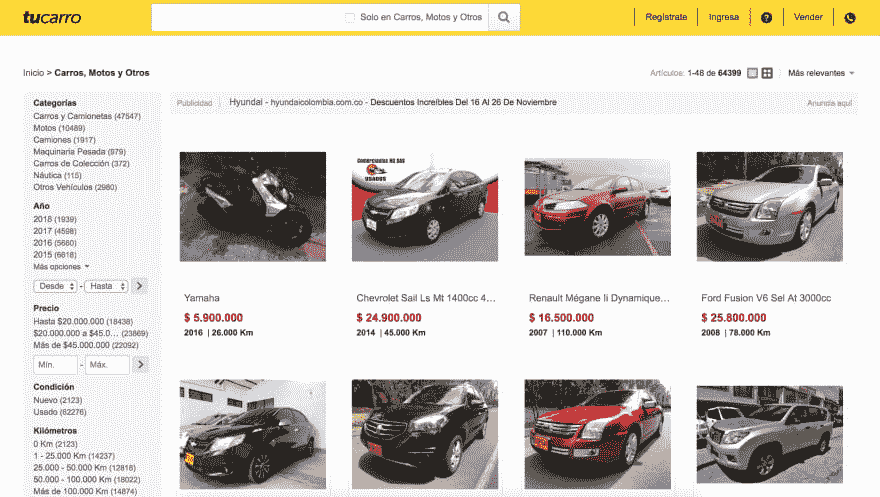 tucarro
Solo en Carros, Motos y Otros
Regístrate
Ingresa
?
Vender
Inicio > Carros, Motos y Otros
Artículos: 1-48 de 64399
Más relevantes
Categorías
Carros y Camionetas (47547)
Motos (10489)
Camiones (1917)
Maquinaria Pesada (979)
Carros de Colección (372)
Náutica (115)
Otros Vehículos (2980)
Año
2018 (1939)
2017 (4598)
2016 (5660)
2015 (6618)
Más opciones
Desde - Hasta
Precio
Hasta $20.000.000 (18438)
$20.000.000 a $45.0... (23869)
Más de $45.000.000 (22092)
Mín. - Máx.
Condición
Nuevo (2123)
Usado (62276)
Kilómetros
0 Km (2123)
1 - 25.000 Km (14237)
25.000 - 50.000 Km (12818)
50.000 - 100.000 Km (18022)
Más de 100.000 Km (14874)
Publicidad
Hyundai - hyundaicolombia.com.co - Descuentos Increíbles Del 16 Al 26 De Noviembre
Anuncia aquí
Yamaha
$ 5.900.000
2016 | 26.000 Km
USADOS
Chevrolet Sail Ls Mt 1400cc 4...
$ 24.900.000
2014 | 45.000 Km
Renault Mégane Ii Dynamique...
$ 16.500.000
2007 | 110.000 Km
Ford Fusion V6 Sel At 3000cc
$ 25.800.000
2008 | 78.000 Km